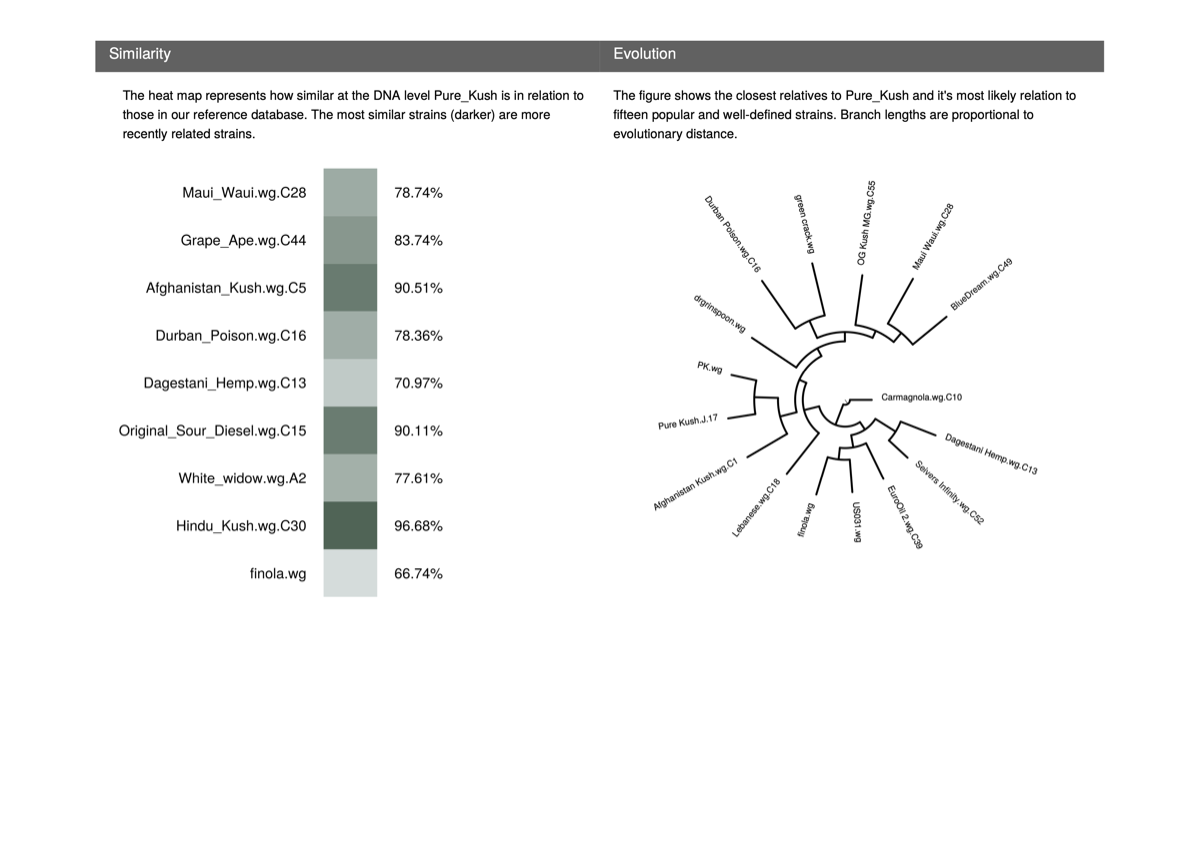 Similarity
The heat map represents how similar at the DNA level Pure_Kush is in relation to
those in our reference database. The most similar strains (darker) are more
recently related strains.
Maui_Waui.wg.C28 78.74%
Grape_Ape.wg.C44 83.74%
Afghanistan_Kush.wg.C5 90.51%
Durban_Poison.wg.C16 78.36%
Dagestani_Hemp.wg.C13 70.97%
Original_Sour_Diesel.wg.C15 90.11%
White_widow.wg.A2 77.61%
Hindu_Kush.wg.C30 96.68%
finola.wg 66.74%
Evolution
The figure shows the closest relatives to Pure_Kush and it's most likely relation to
fifteen popular and well-defined strains. Branch lengths are proportional to
evolutionary distance.
Durban Poison.wg.C16
green crack.wg
OG Kush MG.wg.C55
Maui Waui.wg.C28
BlueDream.wg.C49
drgrinspoon.wg
PK.wg
Pure Kush.J.17
Afghanistan Kush.wg.C1
Lebanese.wg.C18
finola.wg
US031.wg
EuroOil 2.wg.C39
Seivers Infinity.wg.C52
Dagestani Hemp.wg.C13
Carmagnola.wg.C10